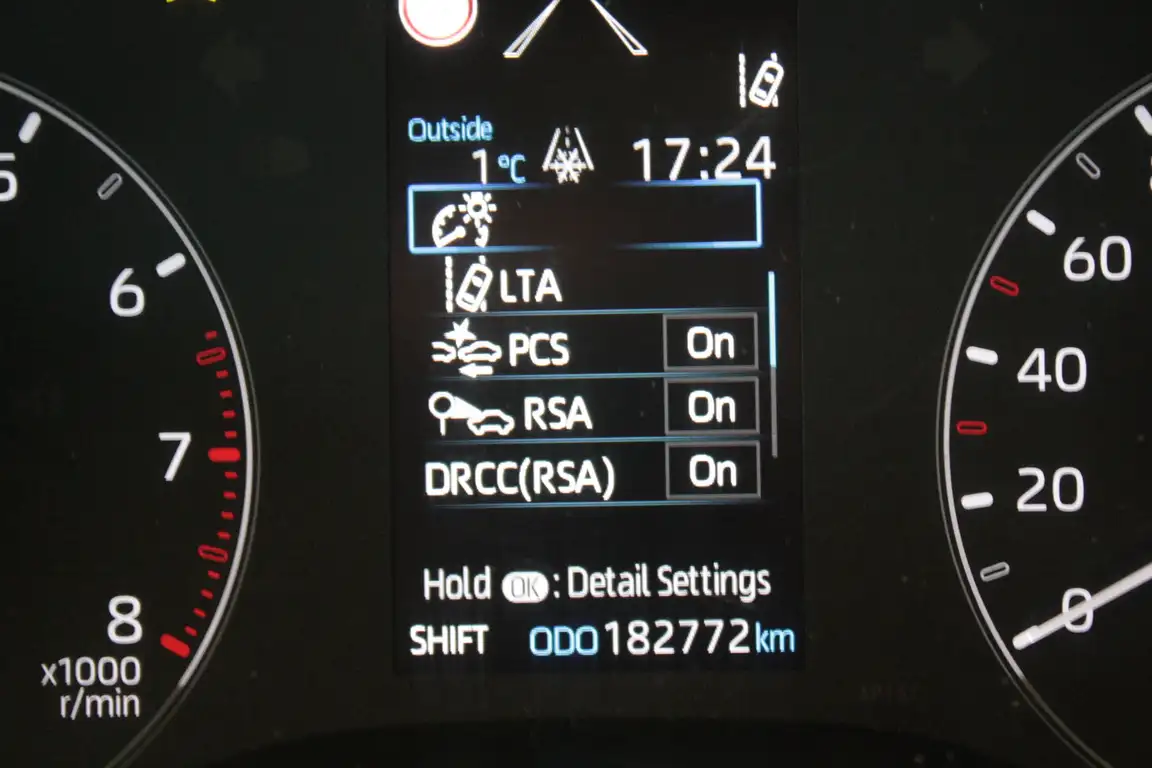 Outside
1 °C 17:24
LTA
PCS On
RSA On
DRCC(RSA) On
Hold OK : Detail Settings
SHIFT ODO 182772 km
5
6
7
8
x1000
r/min
60
40
20
0